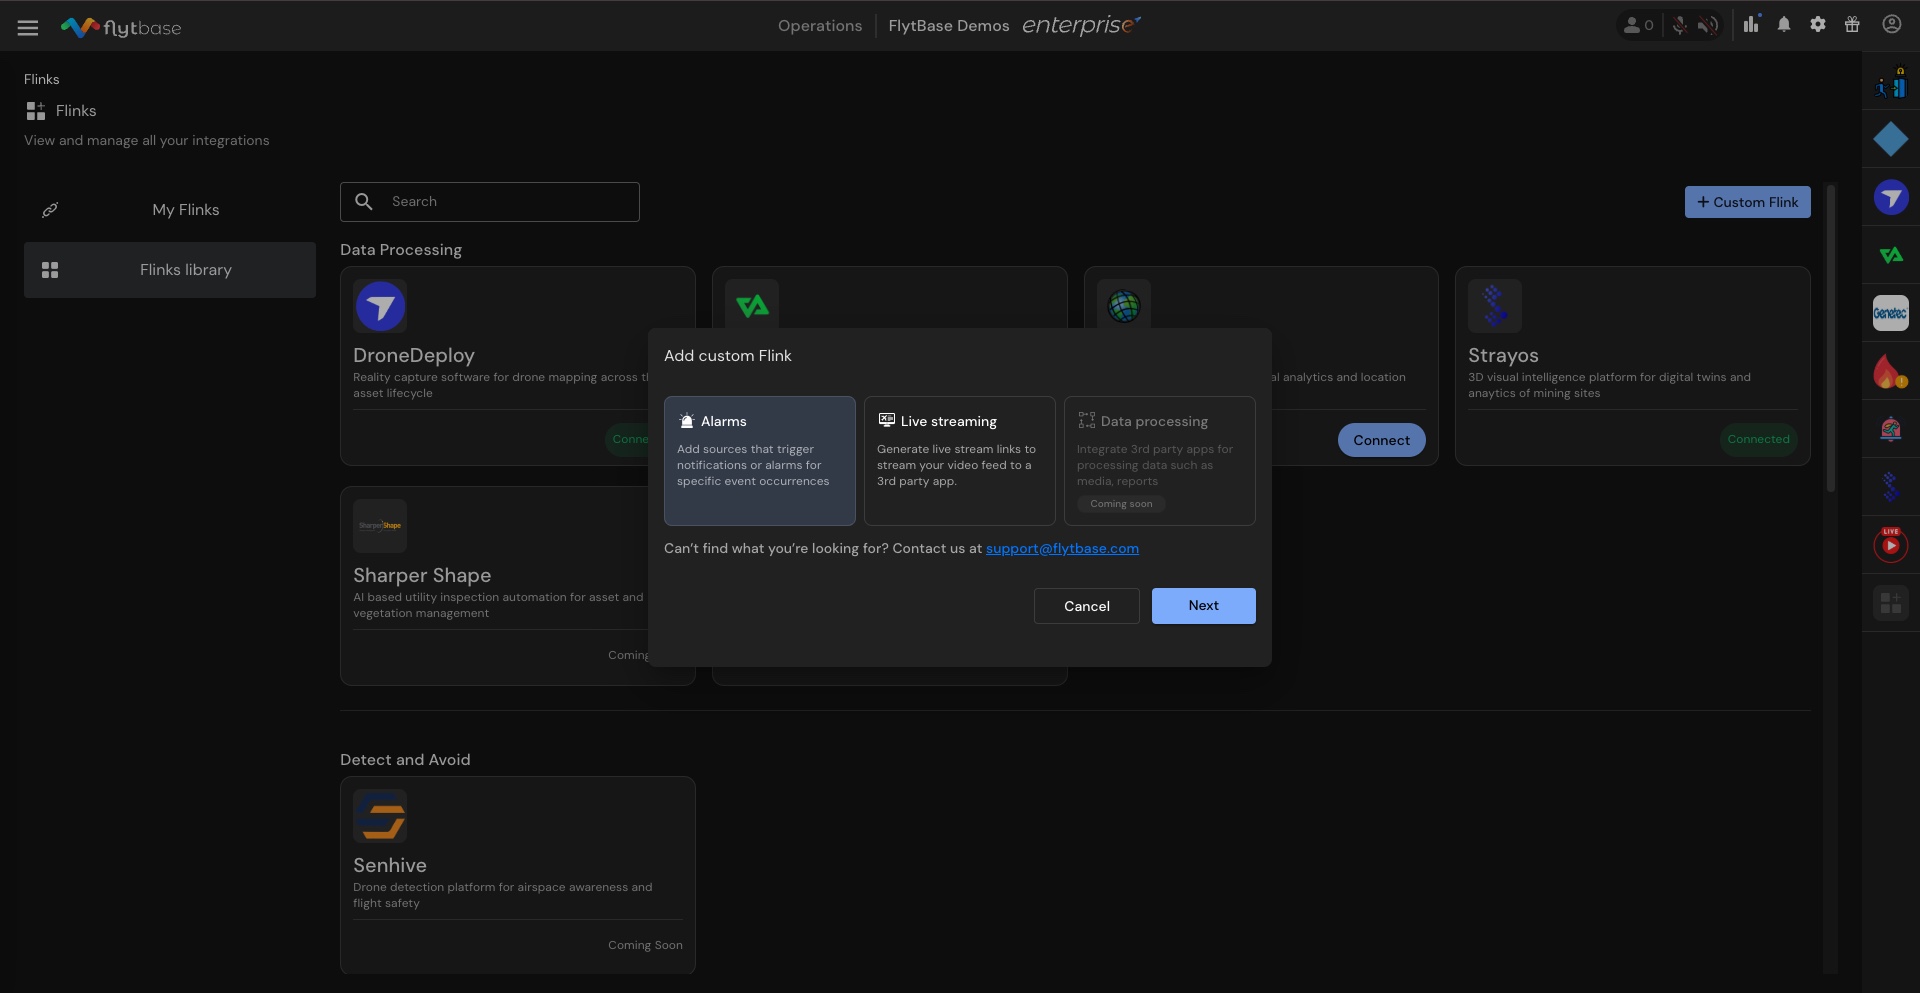 flytbase
Operations
FlytBase Demos
enterprise
0
Flinks
Flinks
View and manage all your integrations
My Flinks
Flinks library
Search
+ Custom Flink
Data Processing
DroneDeploy
Reality capture software for drone mapping across
asset lifecycle
al analytics and location
Connect
Strayos
3D visual intelligence platform for digital twins and
anaytics of mining sites
Connected
SharperShape
Sharper Shape
AI based utility inspection automation for asset and
vegetation management
Coming
Add custom Flink
Alarms
Add sources that trigger
notifications or alarms for
specific event occurrences
Live streaming
Generate live stream links to
stream your video feed to a
3rd party app.
Data processing
Integrate 3rd party apps for
processing data such as
media, reports
Coming soon
Can’t find what you’re looking for? Contact us at support@flytbase.com
Cancel
Next
Detect and Avoid
Senhive
Drone detection platform for airspace awareness and
flight safety
Coming Soon
Genetec
LIVE